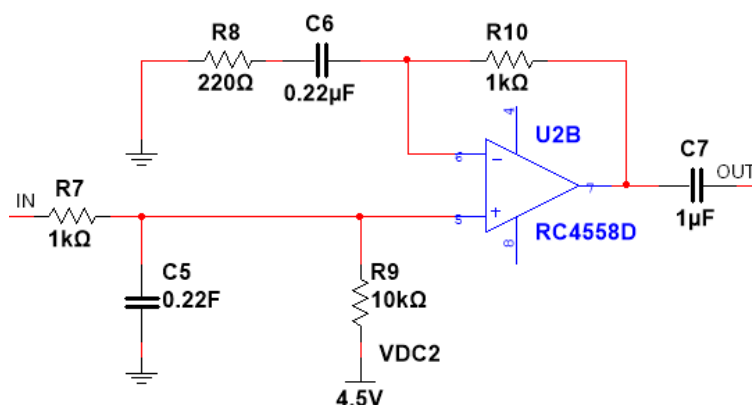 R8
C6
R10
220Ω
0.22µF
1kΩ
4
U2B
C7
6
7
OUT
IN
R7
5
1µF
1kΩ
8
RC4558D
C5
0.22F
R9
10kΩ
VDC2
4.5V